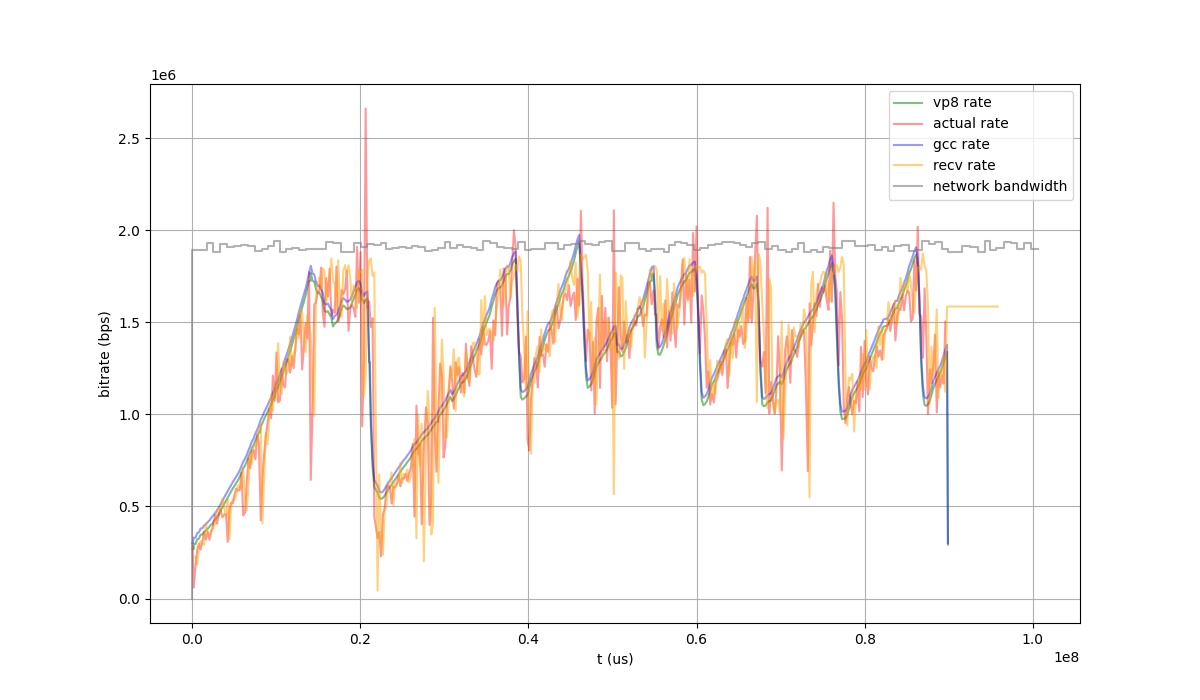 1e6
2.5
2.0
1.5
1.0
0.5
0.0
bitrate (bps)
vp8 rate
actual rate
gcc rate
recv rate
network bandwidth
0.0 0.2 0.4 0.6 0.8 1.0
t (us)
1e8